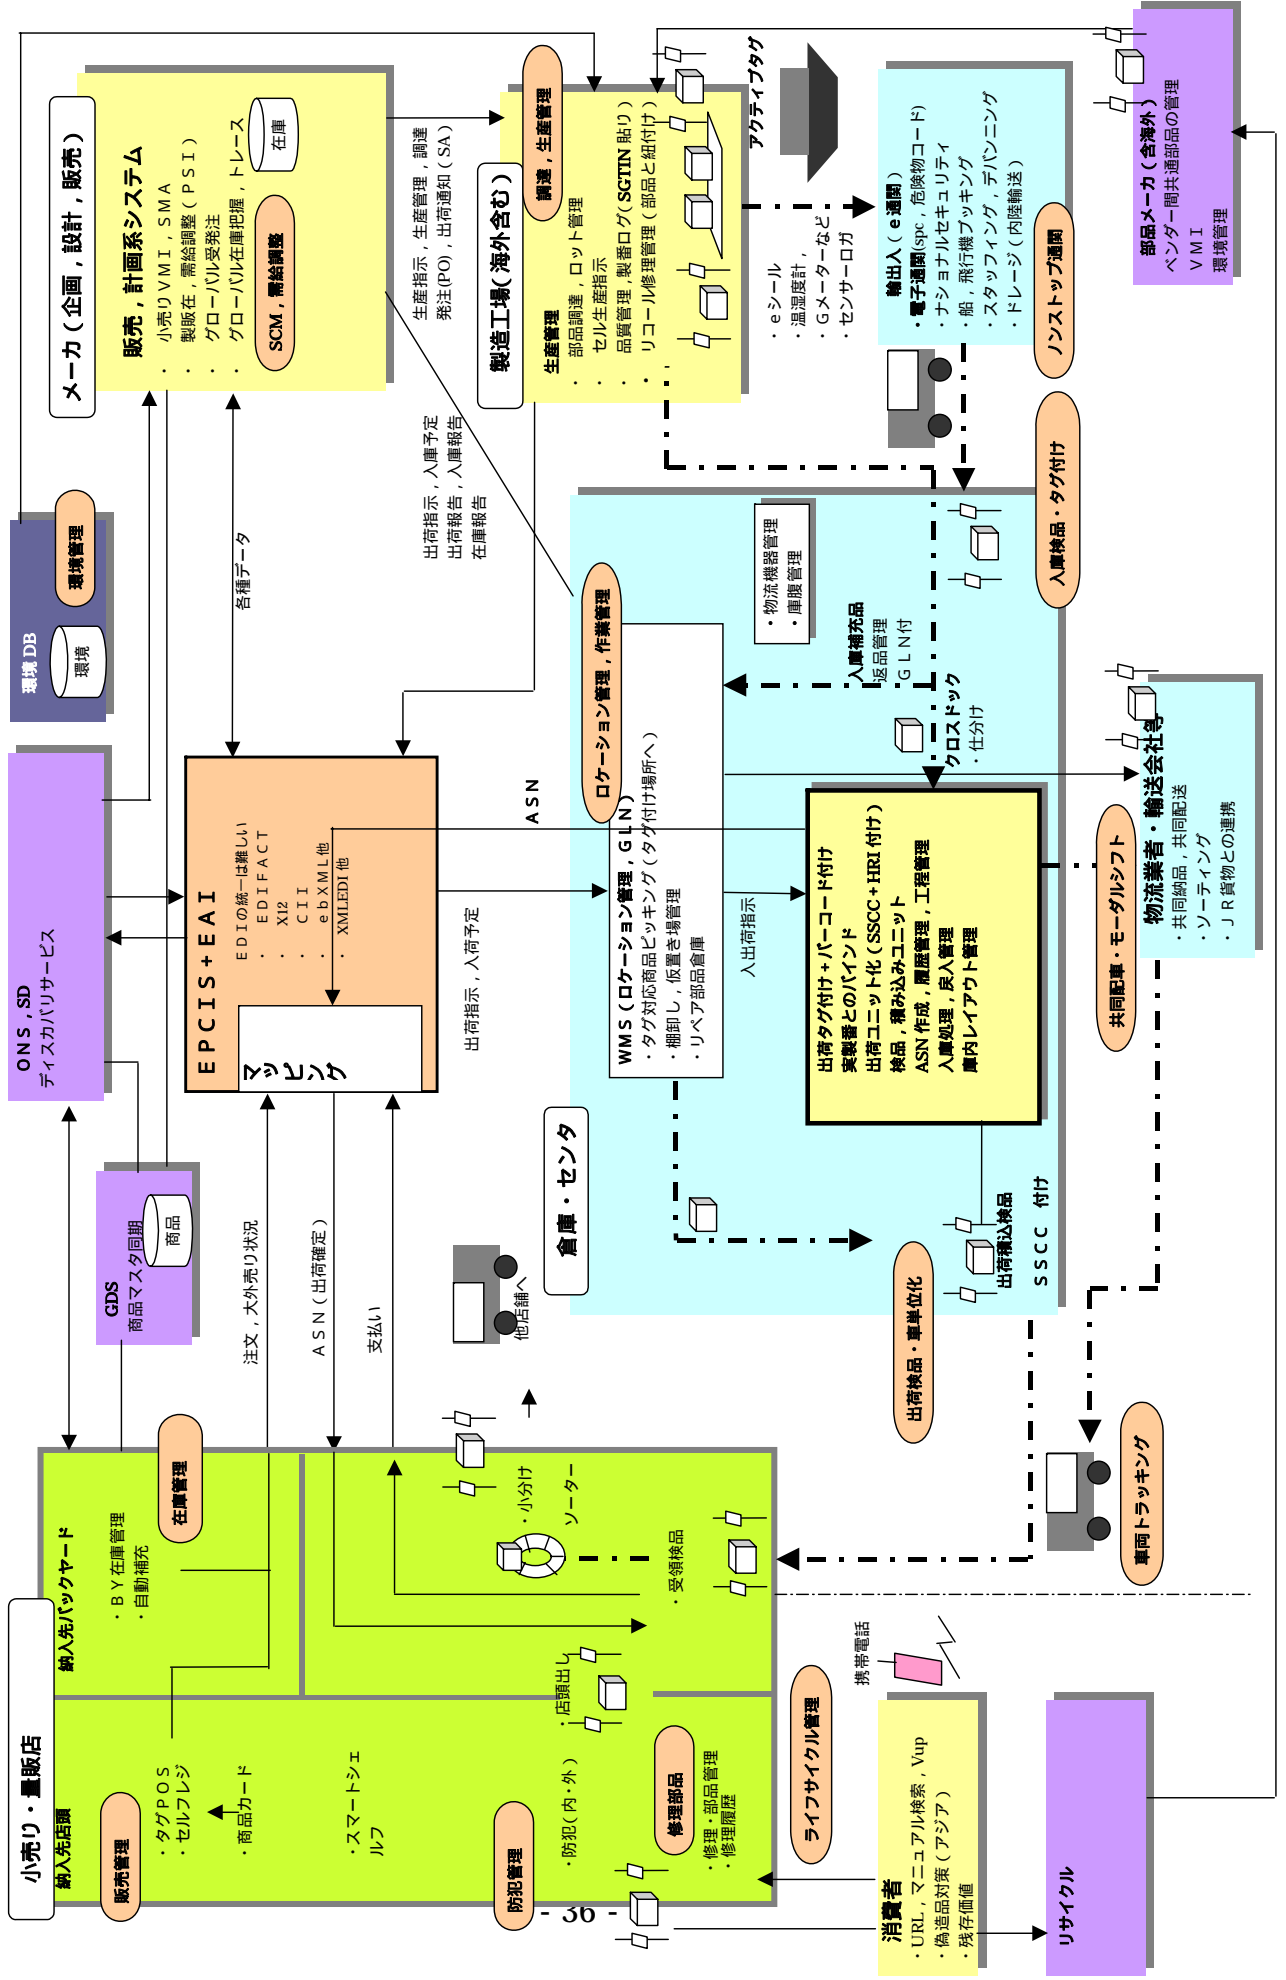 小売り・量販店
納入先店頭
販売管理
・タグＰＯＳ
・セルフレジ
・商品カード
・スマートシェ
ルフ
防犯管理
・防犯（内・外）
修理部品
・修理・部品管理
・修理履歴
・店頭出し
納入先バックヤード
・ＢＹ在庫管理
・自動補充
在庫管理
・小分け
ソーター
・受領検品
他店舗へ
ライフサイクル管理
携帯電話
消費者
・URL，マニュアル検索，Vup
・偽造品対策（アジア）
・残存価値
リサイクル
GDS
商品マスタ同期
商品
注文，大外売り状況
ＡＳＮ（出荷確定）
支払い
ＯＮＳ，SD
ディスカバリサービス
ＥＰＣＩＳ＋ＥＡＩ
ＥＤＩの統一は難しい
・ ＥＤＩＦＡＣＴ
・ X12
・ ＣＩＩ
・ ｅｂＸＭＬ他
・ XMLEDI他
マッピング
環境DB
環境
環境管理
各種データ
出荷指示，入荷予定
ＡＳＮ
メーカ（企画，設計，販売）
販売，計画系システム
・ 小売りＶＭＩ，ＳＭＡ
・ 製販在，需給調整（ＰＳＩ）
・ グローバル受発注
・ グローバル在庫把握，トレース
在庫
SCM，需給調整
生産指示，生産管理，調達
発注(PO)，出荷通知（SA）
出荷指示，入庫予定
出荷報告，入庫報告
在庫報告
製造工場（海外含む）
調達，生産管理
生産管理
・ 部品調達，ロット管理
・ セル生産指示
・ 品質管理，製番ログ（SGTIN貼り）
・ リコール修理管理（部品と紐付け）
アクティブタグ
・ｅシール
・温湿度計，
・Ｇメーターなど
・センサーロガ
輸出入（ｅ通関）
・電子通関(spc，危険物コード)
・ナショナルセキュリティ
・船，飛行機ブッキング
・スタッフィング，デバンニング
・ドレージ（内陸輸送）
ノンストップ通関
部品メーカ（含海外）
ベンダー間共通部品の管理
ＶＭＩ
環境管理
倉庫・センタ
ロケーション管理，作業管理
WMS（ロケーション管理，ＧＬＮ）
・タグ対応商品ピッキング（タグ付け場所へ）
・棚卸し，仮置き場管理
・リペア部品倉庫
入出荷指示
・物流機器管理
・庫腹管理
入庫補充品
返品管理
ＧＬＮ付
クロスドック
・仕分け
入庫検品・タグ付け
出荷タグ付け＋バーコード付け
実製番とのバインド
出荷ユニット化（SSCC＋HRI付け）
検品，積み込みユニット
ASN作成，履歴管理，工程管理
入庫処理，戻入管理
庫内レイアウト管理
出荷積込検品
ＳＳＣＣ　付け
出荷検品・車単位化
物流業者・輸送会社等
・共同納品，共同配送
・ソーティング
・ＪＲ貨物との連携
共同配車・モーダルシフト
車両トラッキング
- 36 -